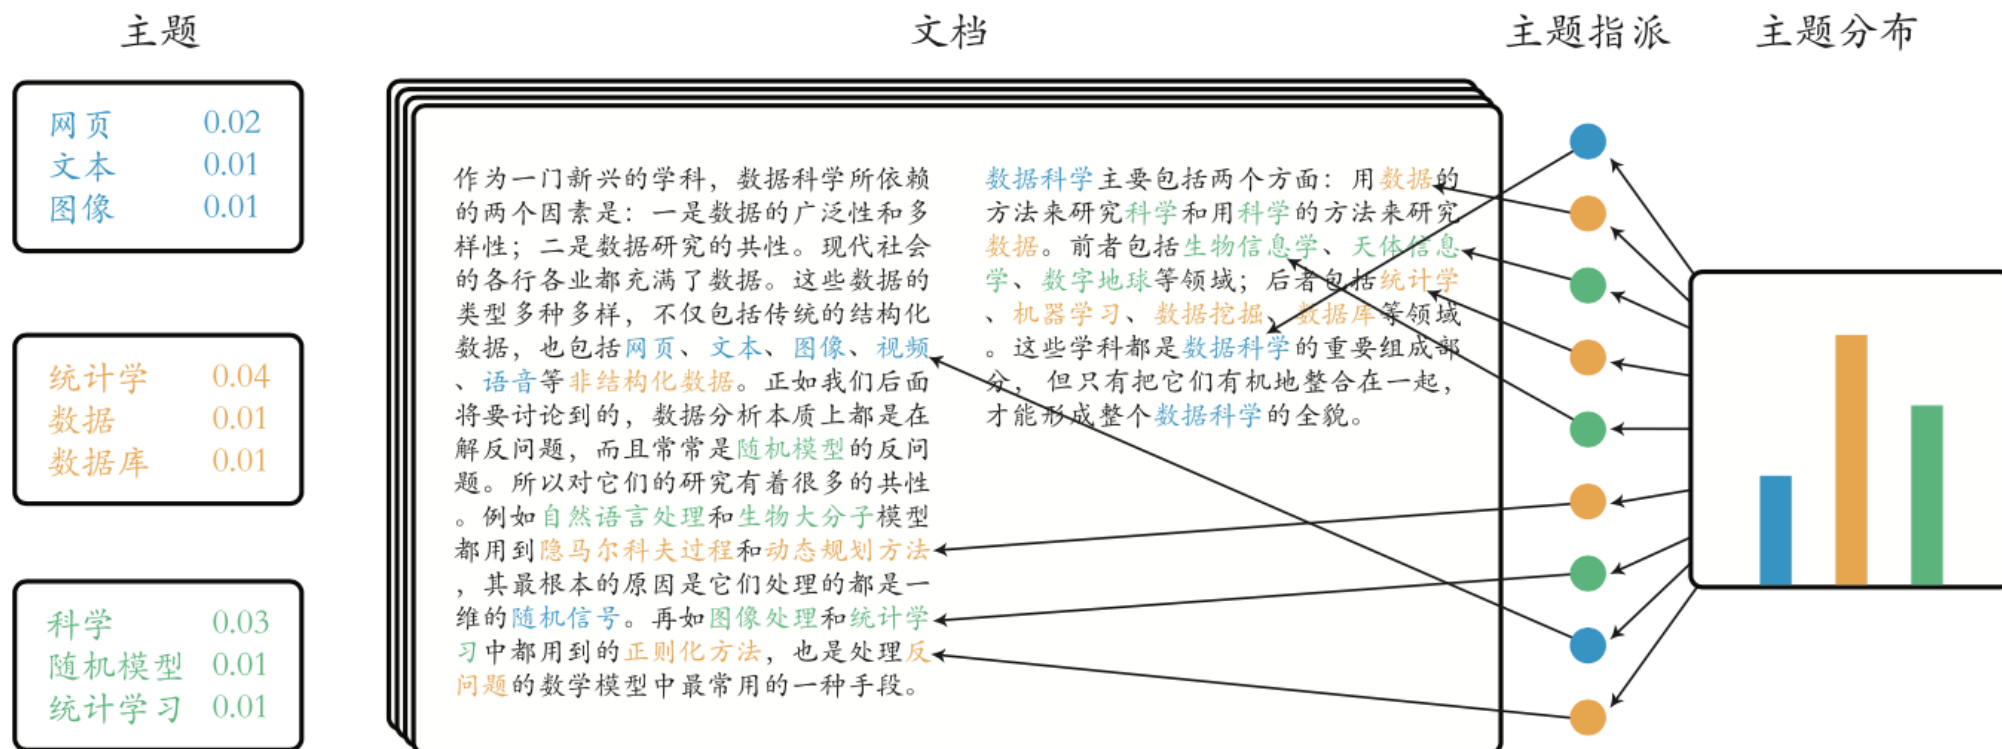 主题
文档
主题指派
主题分布
网页 0.02
文本 0.01
图像 0.01
统计学 0.04
数据 0.01
数据库 0.01
科学 0.03
随机模型 0.01
统计学习 0.01
作为一门新兴的学科，数据科学所依赖
的两个因素是：一是数据的广泛性和多
样性；二是数据研究的共性。现代社会
的各行各业都充满了数据。这些数据的
类型多种多样，不仅包括传统的结构化
数据，也包括网页、文本、图像、视频
、语音等非结构化数据。正如我们后面
将要讨论到的，数据分析本质上都是在
解反问题，而且常常是随机模型的反问
题。所以对它们的研究有着很多的共性
。例如自然语言处理和生物大分子模型
都用到隐马尔科夫过程和动态规划方法
，其最根本的原因是它们处理的都是一
维的随机信号。再如图像处理和统计学
习中都用到的正则化方法，也是处理反
问题的数学模型中最常用的一种手段。
数据科学主要包括两个方面：用数据的
方法来研究科学和用科学的方法来研究
数据。前者包括生物信息学、天体信息
学、数字地球等领域；后者包括统计学
、机器学习、数据挖掘、数据库等领域
。这些学科都是数据科学的重要组成部
分，但只有把它们有机地整合在一起，
才能形成整个数据科学的全貌。